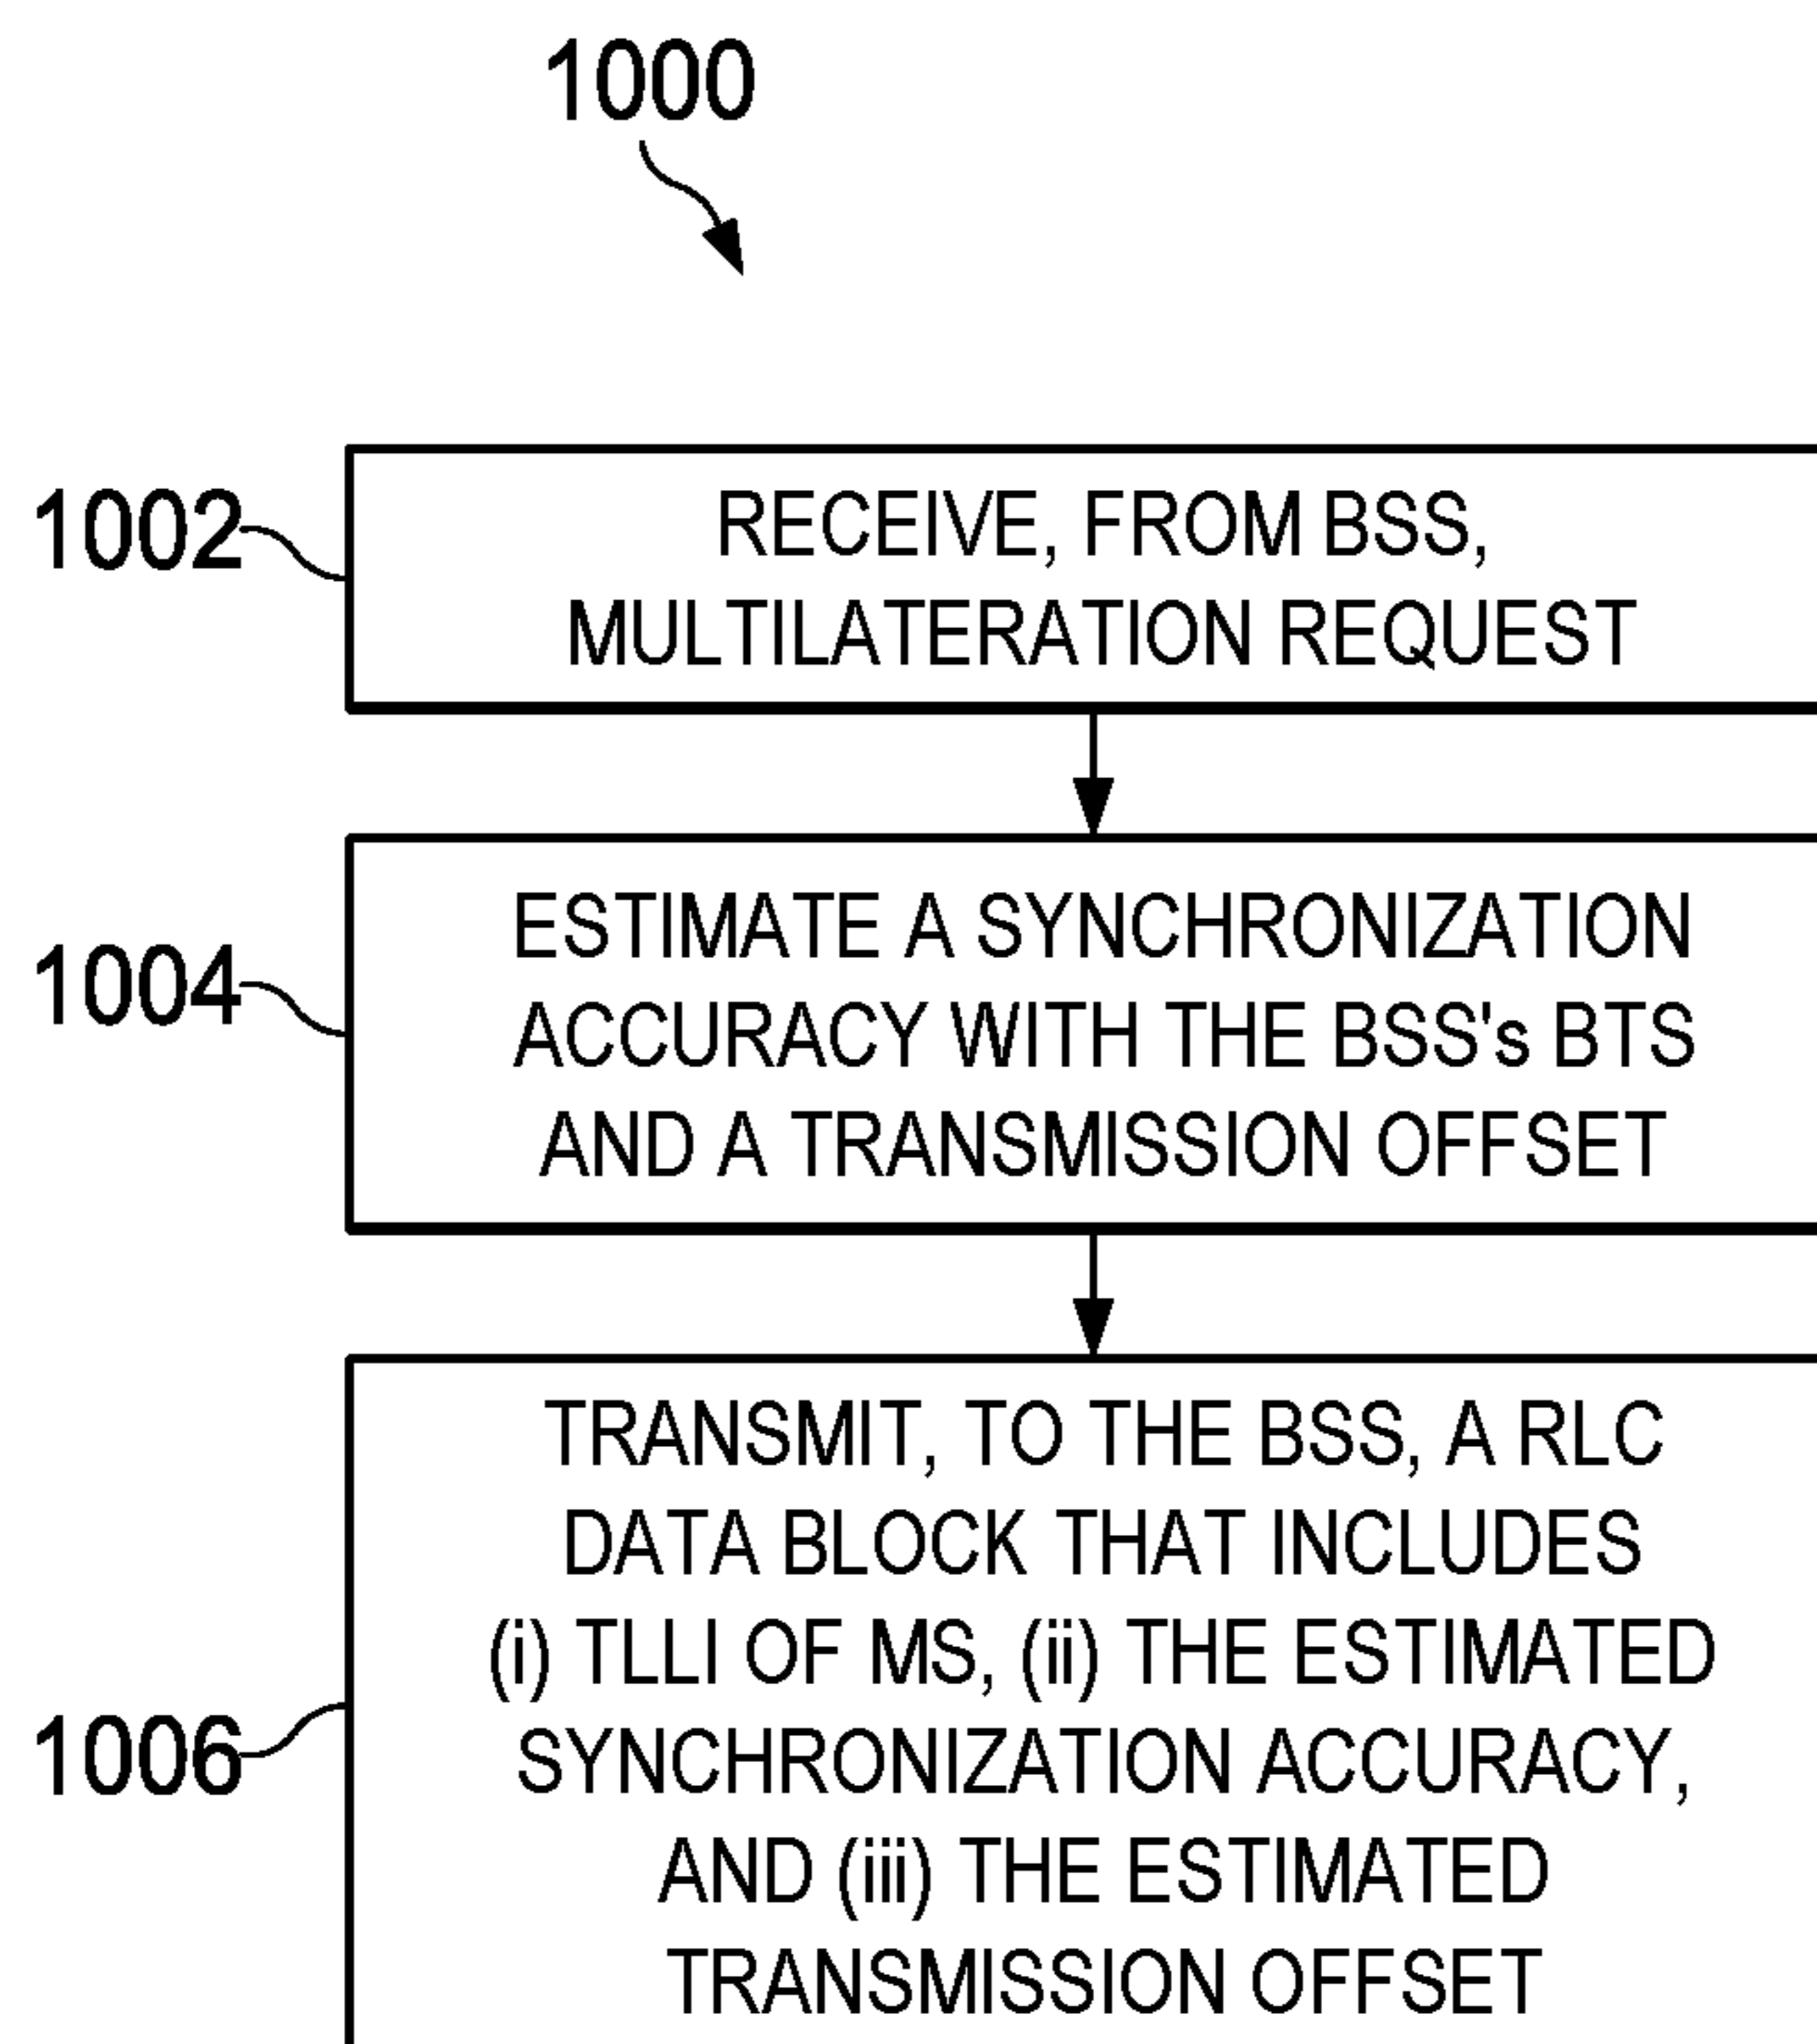 1000
1002
RECEIVE, FROM BSS,
MULTILATERATION REQUEST
1004
ESTIMATE A SYNCHRONIZATION
ACCURACY WITH THE BSS's BTS
AND A TRANSMISSION OFFSET
1006
TRANSMIT, TO THE BSS, A RLC
DATA BLOCK THAT INCLUDES
(i) TLLI OF MS, (ii) THE ESTIMATED
SYNCHRONIZATION ACCURACY,
AND (iii) THE ESTIMATED
TRANSMISSION OFFSET